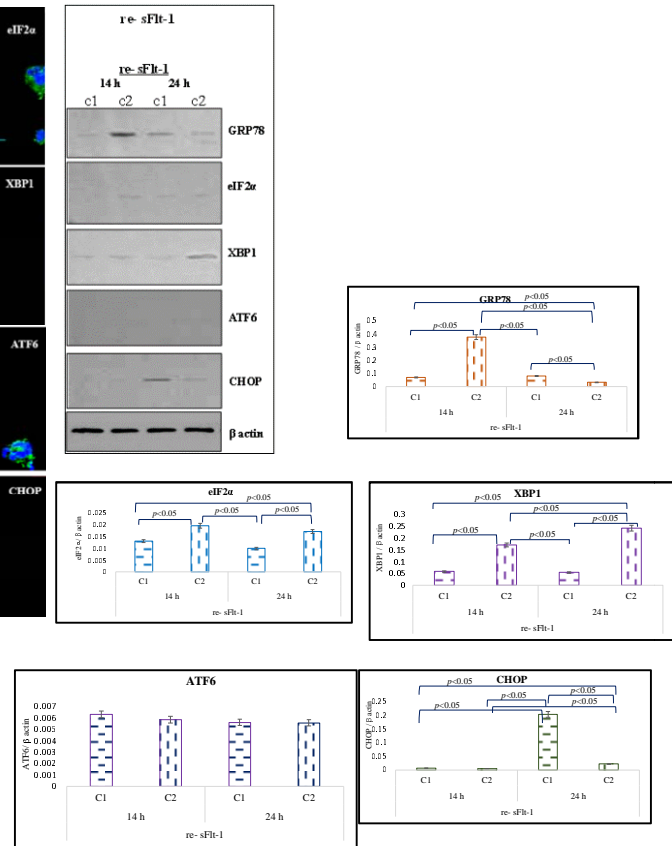 eIF2α
XBP1
ATF6
CHOP
re- sFlt-1
re- sFlt-1
14 h 24 h
c1 c2 c1 c2
GRP78
eIF2α
XBP1
ATF6
CHOP
β actin
GRP78
p<0.05
p<0.05
p<0.05 p<0.05
p<0.05
GRP78 / β actin
0.5
0.4
0.3
0.2
0.1
0
C1 C2 C1 C2
14 h 24 h
re- sFlt-1
eIF2α
p<0.05
p<0.05 p<0.05 p<0.05
eIF2α/ β actin
0.025
0.02
0.015
0.01
0.005
0
C1 C2 C1 C2
14 h 24 h
re- sFlt-1
XBP1
p<0.05
p<0.05
p<0.05
p<0.05 p<0.05
XBP1 / β actin
0.3
0.25
0.2
0.15
0.1
0.05
0
C1 C2 C1 C2
14 h 24 h
re- sFlt-1
ATF6
ATF6/ β actin
0.007
0.006
0.005
0.004
0.003
0.002
0.001
0
C1 C2 C1 C2
14 h 24 h
re- sFlt-1
CHOP
p<0.05 p<0.05
p<0.05 p<0.05
p<0.05 p<0.05
CHOP / β actin
0.25
0.2
0.15
0.1
0.05
0
C1 C2 C1 C2
14 h 24 h
re- sFlt-1